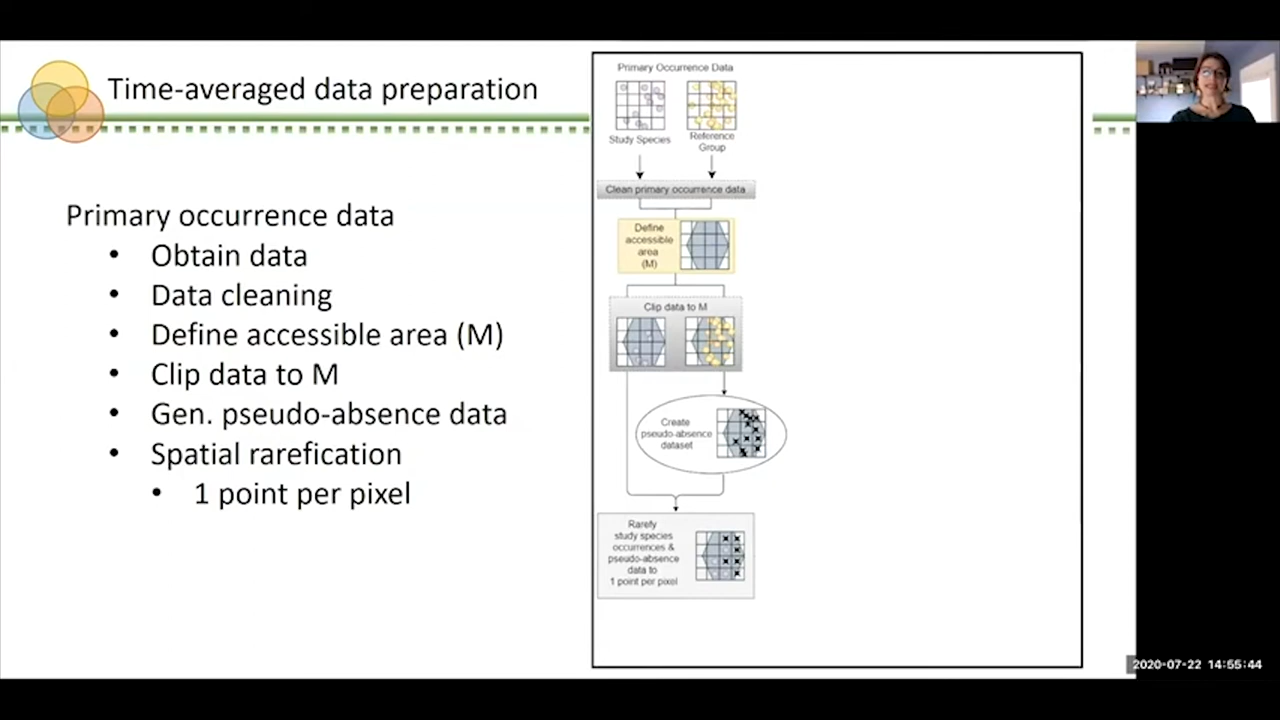 Time-averaged data preparation
Primary occurrence data
• Obtain data
• Data cleaning
• Define accessible area (M)
• Clip data to M
• Gen. pseudo-absence data
• Spatial rarefication
• 1 point per pixel
Primary Occurrence Data
Study Species
Reference
Group
Clean primary occurrence data
Define
accessible
area
(M)
Clip data to M
Create
pseudo-absence
dataset
Rarefy
study species
occurrences &
pseudo-absence
data to
1 point per pixel
2020-07-22 14:55:44